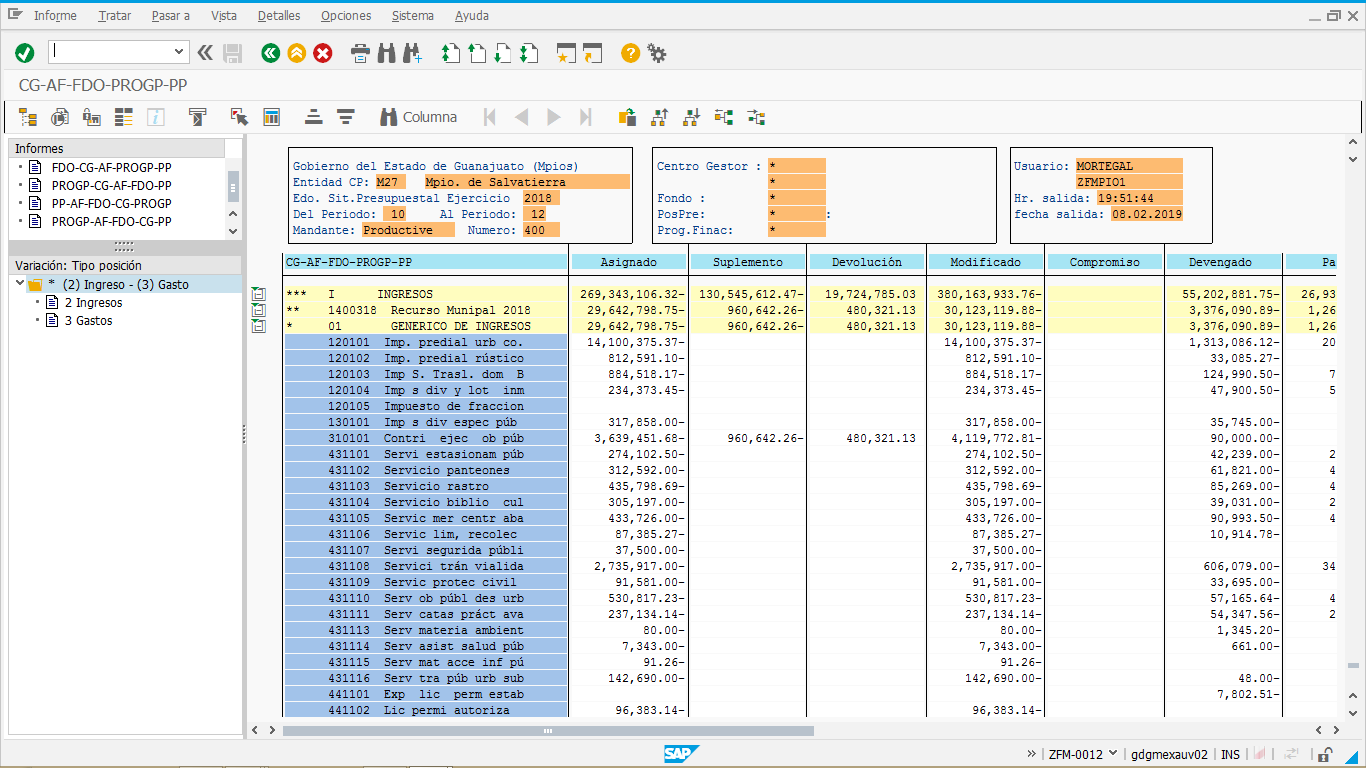 Informe Tratar Pasar a Vista Detalles Opciones Sistema Ayuda
CG-AF-FDO-PROGP-PP
Columna
Informes
FDO-CG-AF-PROGP-PP
PROGP-CG-AF-FDO-PP
PP-AF-FDO-CG-PROGP
PROGP-AF-FDO-CG-PP
Variación: Tipo posición
* (2) Ingreso - (3) Gasto
2 Ingresos
3 Gastos
Gobierno del Estado de Guanajuato (Mpios)
Entidad CP: M27 Mpio. de Salvatierra
Edo. Sit.Presupuestal Ejercicio 2018
Del Periodo: 10 Al Periodo: 12
Mandante: Productive Numero: 400
Centro Gestor : *
*
Fondo : *
PosPre: * :
Prog.Finac: *
Usuario: MORTEGAL
ZFMPIO1
Hr. salida: 19:51:44
fecha salida: 08.02.2019
CG-AF-FDO-PROGP-PP Asignado Suplemento Devolución Modificado Compromiso Devengado Pa
*** I INGRESOS 269,343,106.32- 130,545,612.47- 19,724,785.03 380,163,933.76- 55,202,881.75- 26,93
** 1400318 Recurso Munipal 2018 29,642,798.75- 960,642.26- 480,321.13 30,123,119.88- 3,376,090.89- 1,26
* 01 GENERICO DE INGRESOS 29,642,798.75- 960,642.26- 480,321.13 30,123,119.88- 3,376,090.89- 1,26
120101 Imp. predial urb co. 14,100,375.37- 14,100,375.37- 1,313,086.12- 20
120102 Imp. predial rústico 812,591.10- 812,591.10- 33,085.27-
120103 Imp S. Trasl. dom B 884,518.17- 884,518.17- 124,990.50- 7
120104 Imp s div y lot inm 234,373.45- 234,373.45- 47,900.50- 5
120105 Impuesto de fraccion
130101 Imp s div espec púb 317,858.00- 317,858.00- 35,745.00-
310101 Contri ejec ob púb 3,639,451.68- 960,642.26- 480,321.13 4,119,772.81- 90,000.00-
431101 Servi estasionam púb 274,102.50- 274,102.50- 42,239.00- 2
431102 Servicio panteones 312,592.00- 312,592.00- 61,821.00- 4
431103 Servicio rastro 435,798.69- 435,798.69- 85,269.00- 4
431104 Servicio biblio cul 305,197.00- 305,197.00- 39,031.00- 2
431105 Servic mer centr aba 433,726.00- 433,726.00- 90,993.50- 4
431106 Servic lim, recolec 87,385.27- 87,385.27- 10,914.78-
431107 Servi segurida públi 37,500.00- 37,500.00-
431108 Servici trán vialida 2,735,917.00- 2,735,917.00- 606,079.00- 34
431109 Servic protec civil 91,581.00- 91,581.00- 33,695.00-
431110 Serv ob públ des urb 530,817.23- 530,817.23- 57,165.64- 4
431111 Serv catas práct ava 237,134.14- 237,134.14- 54,347.56- 2
431113 Serv materia ambient 80.00- 80.00- 1,345.20-
431114 Serv asist salud púb 7,343.00- 7,343.00- 661.00-
431115 Serv mat acce inf pú 91.26- 91.26-
431116 Serv tra púb urb sub 142,690.00- 142,690.00- 48.00-
441101 Exp lic perm estab 7,802.51-
441102 Lic permi autoriza 96,383.14- 96,383.14-
SAP
ZFM-0012 gdgmexauv02 INS